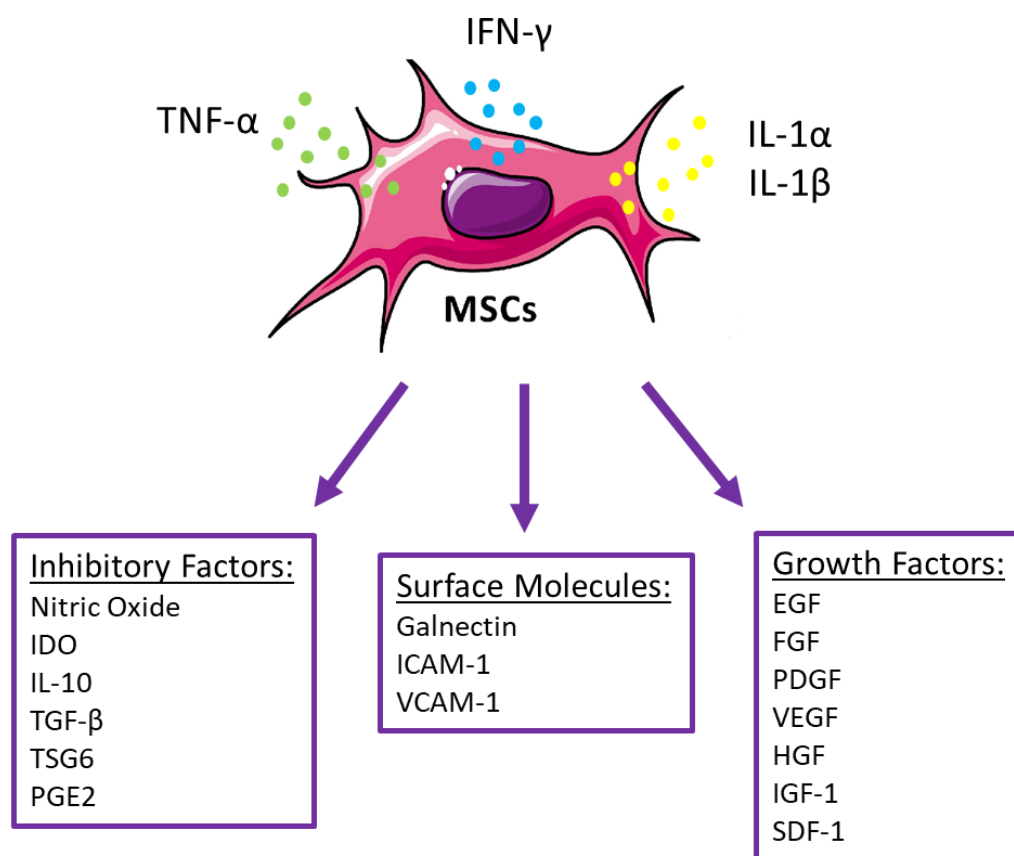 IFN-γ
TNF-α
IL-1α
IL-1β
MSCs
Inhibitory Factors:
Nitric Oxide
IDO
IL-10
TGF-β
TSG6
PGE2
Surface Molecules:
Galnectin
ICAM-1
VCAM-1
Growth Factors:
EGF
FGF
PDGF
VEGF
HGF
IGF-1
SDF-1